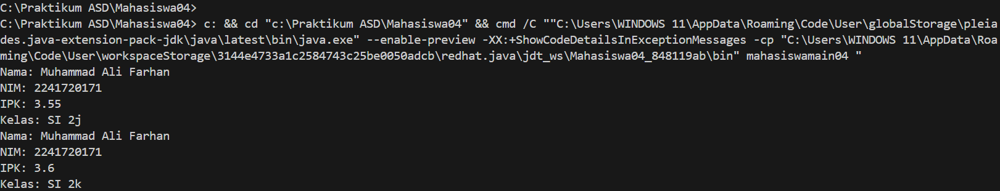 C:\Praktikum ASD\Mahasiswa04>
C:\Praktikum ASD\Mahasiswa04> c: && cd "c:\Praktikum ASD\Mahasiswa04" && cmd /C ""C:\Users\WINDOWS 11\AppData\Roaming\Code\User\globalStorage\pleia
des.java-extension-pack-jdk\java\latest\bin\java.exe" --enable-preview -XX:+ShowCodeDetailsInExceptionMessages -cp "C:\Users\WINDOWS 11\AppData\Roa
ming\Code\User\workspaceStorage\3144e4733a1c2584743c25be0050adcb\redhat.java\jdt_ws\Mahasiswa04_848119ab\bin" mahasiswamain04 "
Nama: Muhammad Ali Farhan
NIM: 2241720171
IPK: 3.55
Kelas: SI 2j
Nama: Muhammad Ali Farhan
NIM: 2241720171
IPK: 3.6
Kelas: SI 2k